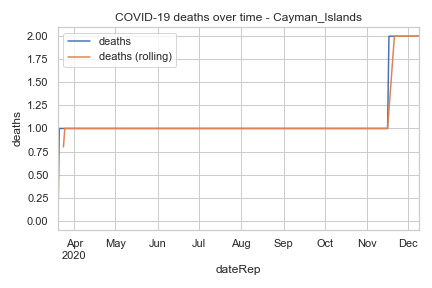 COVID-19 deaths over time - Cayman_Islands
deaths
deaths (rolling)
2.00
1.75
1.50
1.25
1.00
0.75
0.50
0.25
0.00
deaths
Apr
2020
May
Jun
Jul
Aug
Sep
Oct
Nov
Dec
dateRep